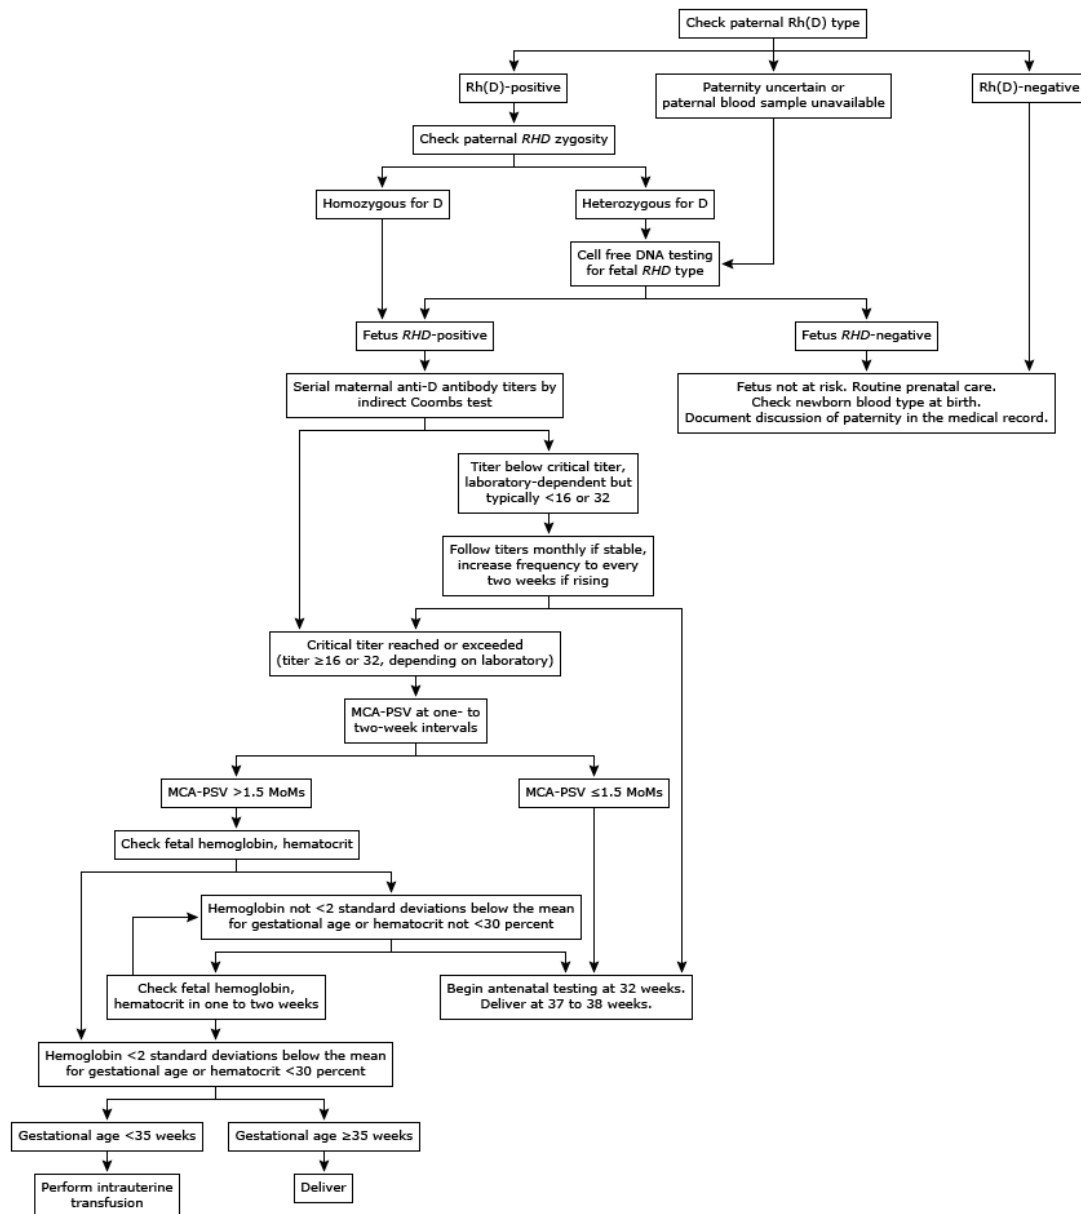 Check paternal Rh(D) type
Rh(D)-positive
Paternity uncertain or
paternal blood sample unavailable
Rh(D)-negative
Check paternal RHD zygosity
Homozygous for D
Heterozygous for D
Cell free DNA testing
for fetal RHD type
Fetus RHD-positive
Fetus RHD-negative
Serial maternal anti-D antibody titers by
indirect Coombs test
Fetus not at risk. Routine prenatal care.
Check newborn blood type at birth.
Document discussion of paternity in the medical record.
Titer below critical titer,
laboratory-dependent but
typically <16 or 32
Follow titers monthly if stable,
increase frequency to every
two weeks if rising
Critical titer reached or exceeded
(titer ≥16 or 32, depending on laboratory)
MCA-PSV at one- to
two-week intervals
MCA-PSV >1.5 MoMs
MCA-PSV ≤1.5 MoMs
Check fetal hemoglobin, hematocrit
Hemoglobin not <2 standard deviations below the mean
for gestational age or hematocrit not <30 percent
Check fetal hemoglobin,
hematocrit in one to two weeks
Begin antenatal testing at 32 weeks.
Deliver at 37 to 38 weeks.
Hemoglobin <2 standard deviations below the mean
for gestational age or hematocrit <30 percent
Gestational age <35 weeks
Gestational age ≥35 weeks
Perform intrauterine
transfusion
Deliver